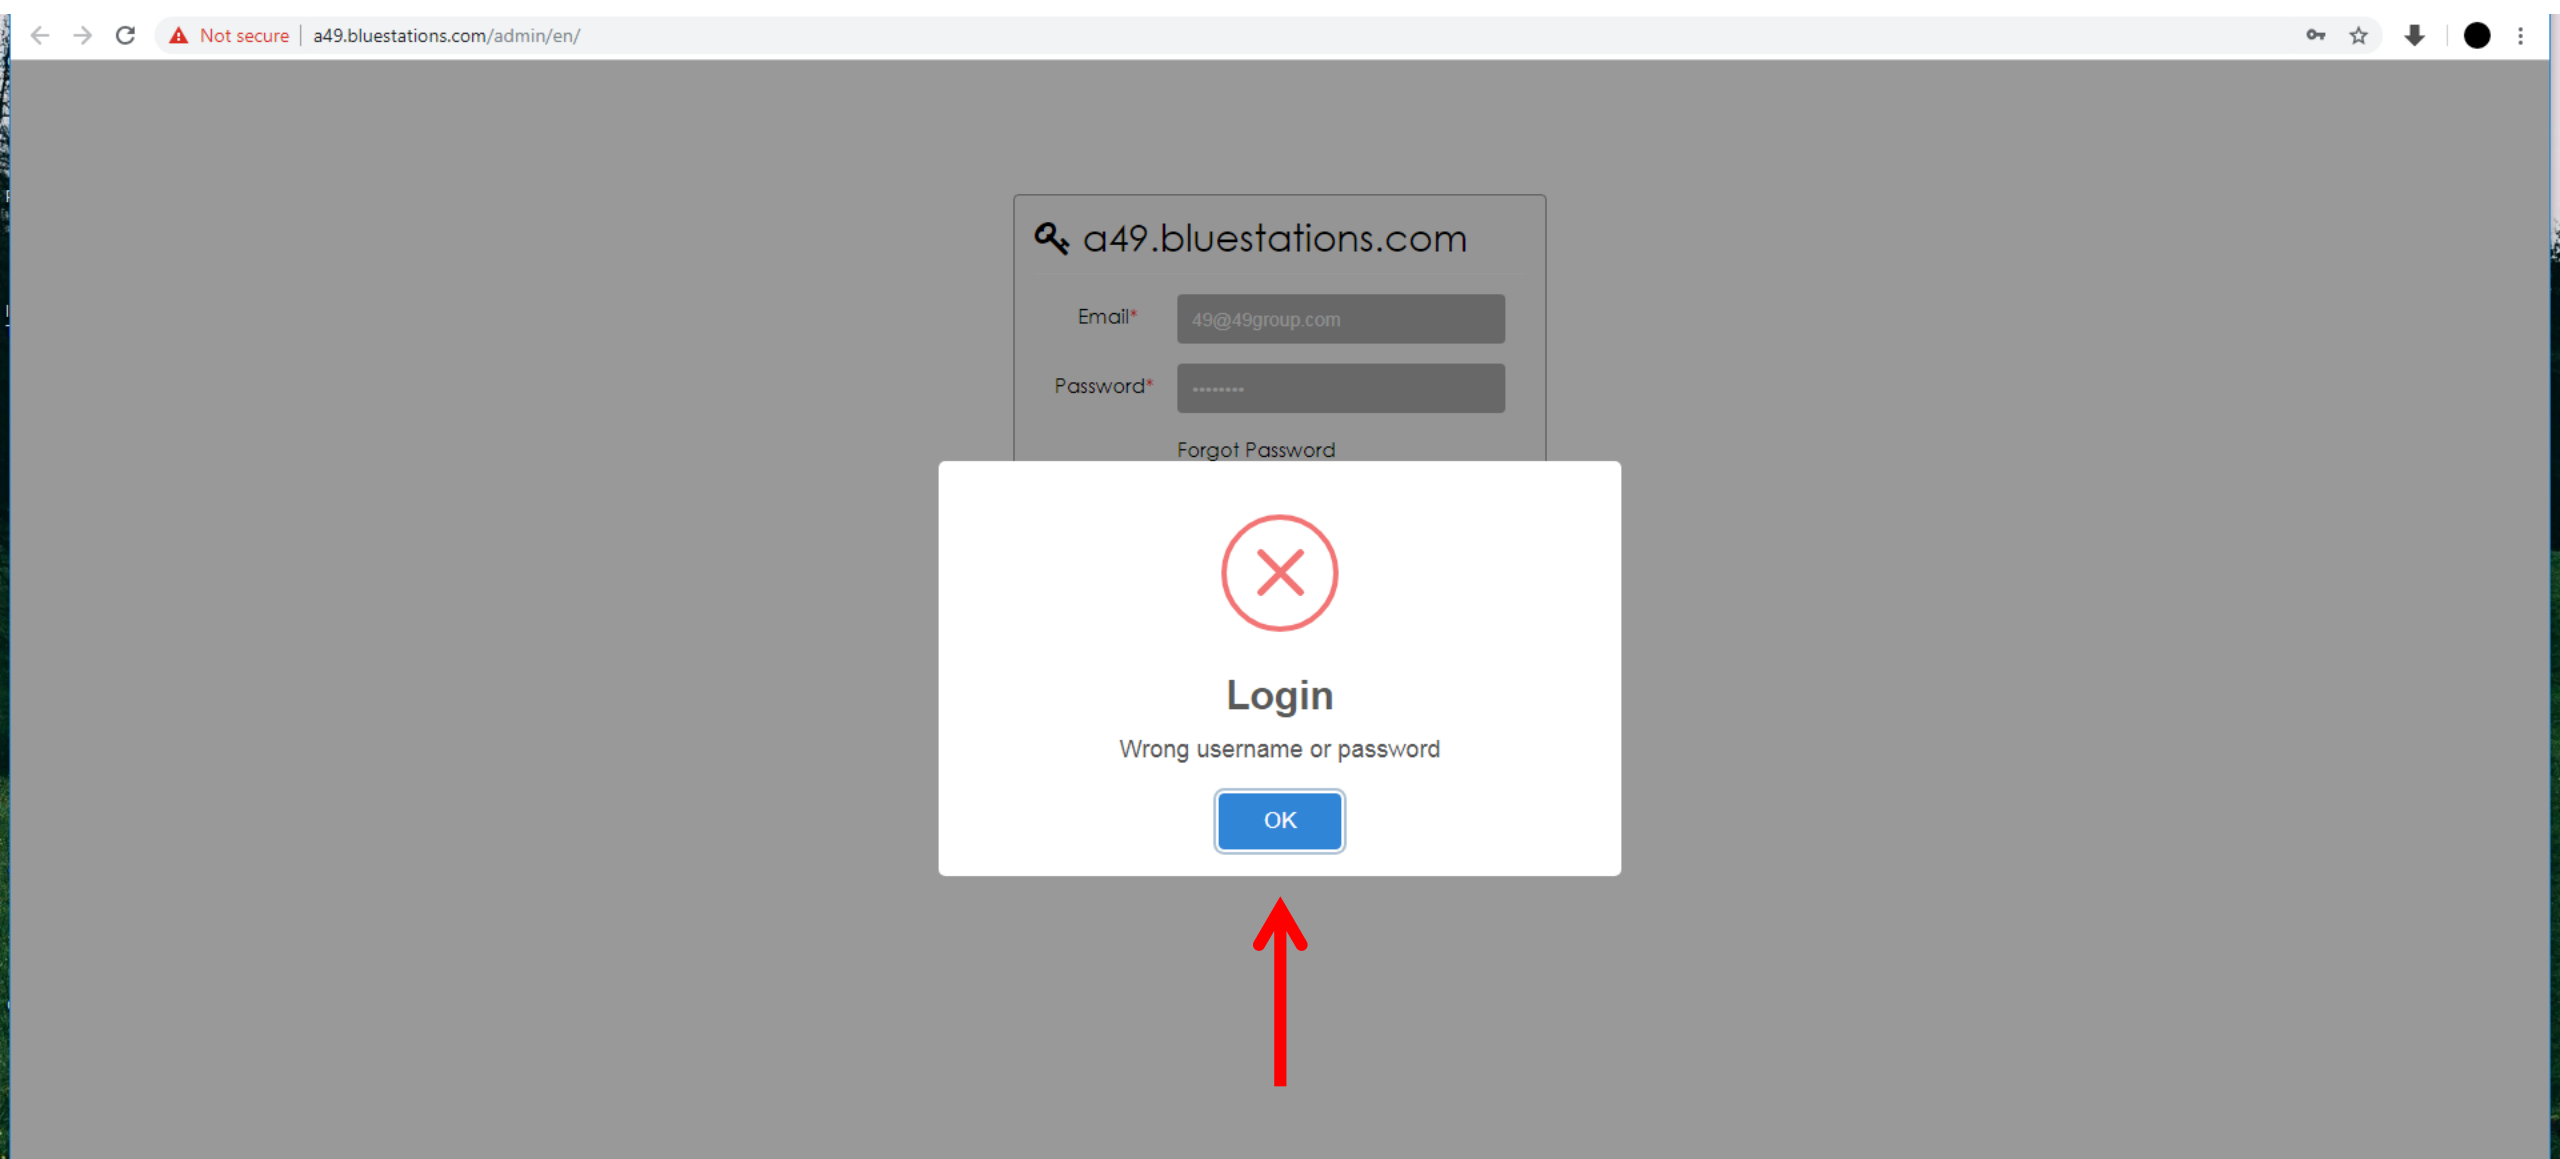 Not secure | a49.bluestations.com/admin/en/
a49.bluestations.com
Email* 49@49group.com
Password* ••••••••
Forgot Password
Login
Wrong username or password
OK